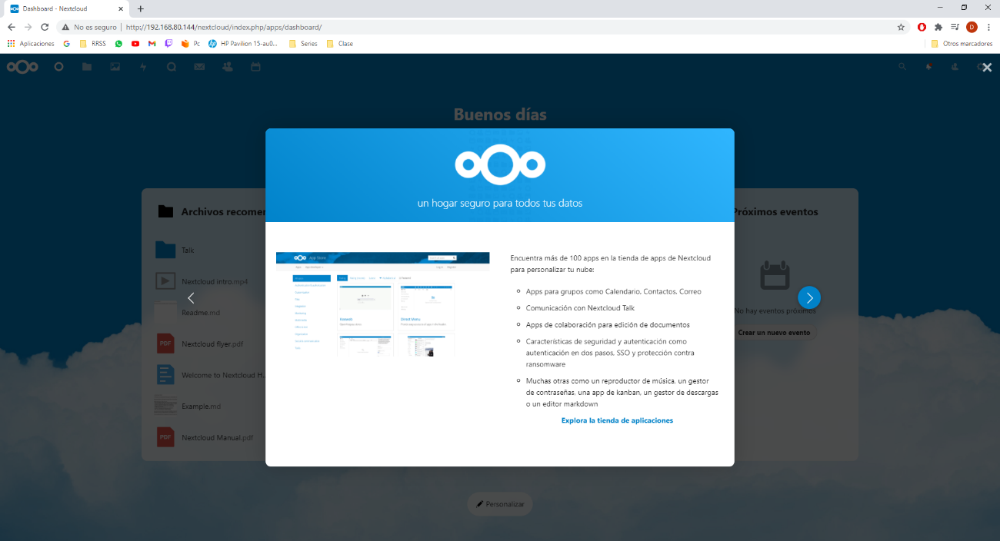 Dashboard - Nextcloud
No es seguro | http://192.168.80.144/nextcloud/index.php/apps/dashboard/
D
Aplicaciones
RRSS
Pc
HP Pavilion 15-au0...
Series
Clase
Otros marcadores
Buenos días
un hogar seguro para todos tus datos
Archivos recomen
Talk
Nextcloud intro.mp4
Readme.md
PDF
Nextcloud flyer.pdf
Welcome to Nextcloud H...
Example.md
PDF
Nextcloud Manual.pdf
Encuentra más de 100 apps en la tienda de apps de Nextcloud
para personalizar tu nube:
Apps para grupos como Calendario, Contactos, Correo
Comunicación con Nextcloud Talk
Apps de colaboración para edición de documentos
Características de seguridad y autenticación como
autenticación en dos pasos, SSO y protección contra
ransomware
Muchas otras como un reproductor de música, un gestor
de contraseñas, una app de kanban, un gestor de descargas
o un editor markdown
Explora la tienda de aplicaciones
Próximos eventos
No hay eventos próximos
Crear un nuevo evento
Personalizar